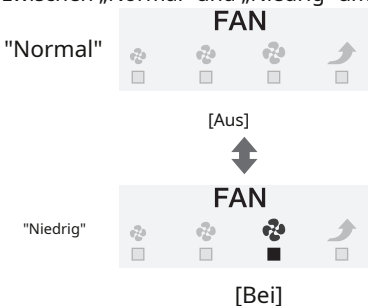 zwischen „Normal" und „Niedrig" um
FAN
"Normal"
[Aus]
FAN
"Niedrig"
[Bei]